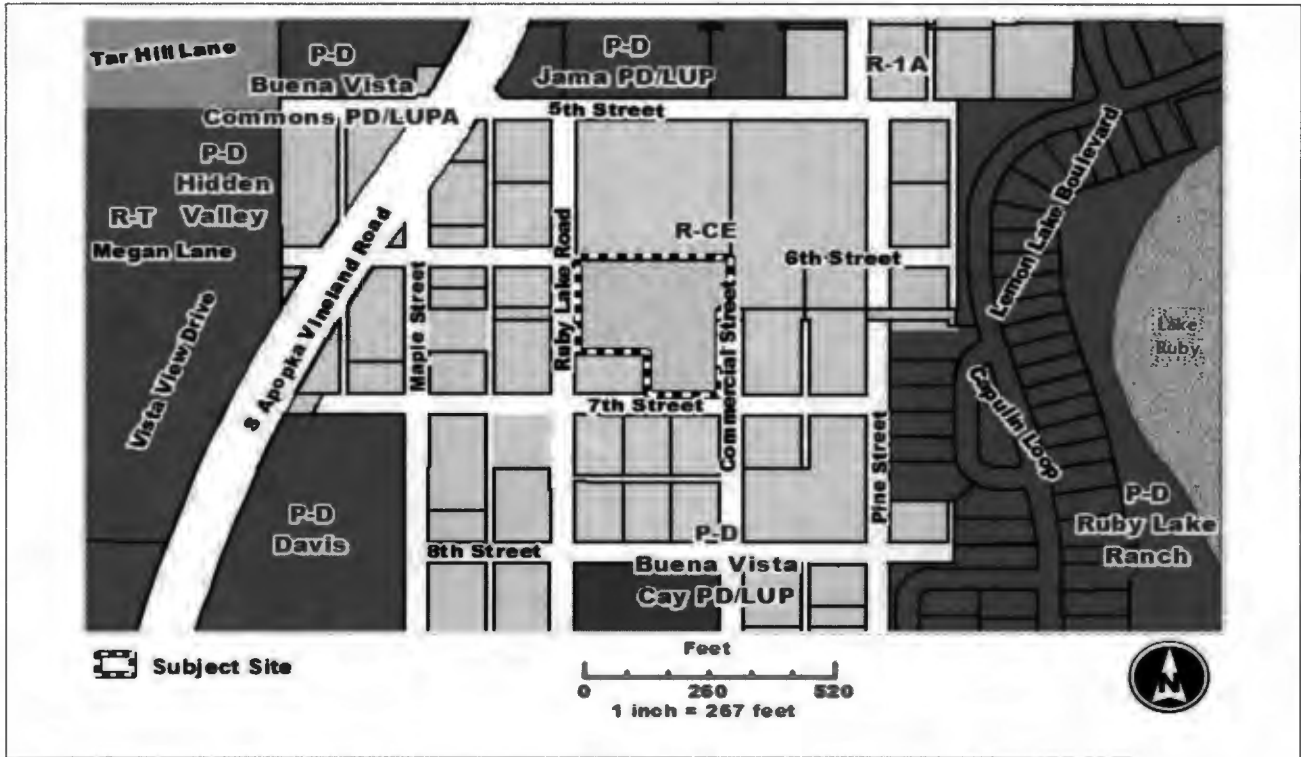 Tar Hill Lane
P-D
Buena Vista
Commons PD/LUPA
P-D
Jama PD/LUP
R-1A
5th Street
P-D
Hidden
Valley
R-T
Megan Lane
Vista View Drive
S Apopka Vineland Road
Maple Street
Ruby Lake Road
R-CE
6th Street
Commercial Street
7th Street
Pine Street
Lemon Lake Boulevard
Capulin Loop
Lake
Ruby
P-D
Davis
8th Street
P-D
Buena Vista
Cay PD/LUP
P-D
Ruby Lake
Ranch
Subject Site
Feet
0 260 520
1 inch = 267 feet
N